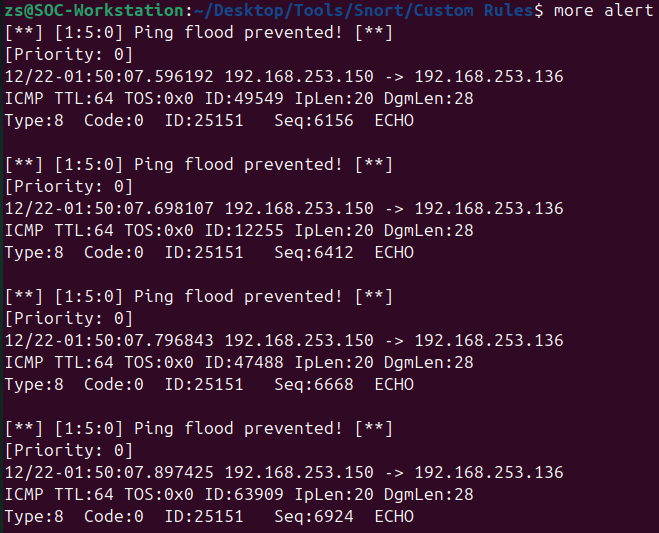 zs@SOC-Workstation:~/Desktop/Tools/Snort/Custom Rules$ more alert
[**] [1:5:0] Ping flood prevented! [**]
[Priority: 0]
12/22-01:50:07.596192 192.168.253.150 -> 192.168.253.136
ICMP TTL:64 TOS:0x0 ID:49549 IpLen:20 DgmLen:28
Type:8  Code:0  ID:25151   Seq:6156  ECHO

[**] [1:5:0] Ping flood prevented! [**]
[Priority: 0]
12/22-01:50:07.698107 192.168.253.150 -> 192.168.253.136
ICMP TTL:64 TOS:0x0 ID:12255 IpLen:20 DgmLen:28
Type:8  Code:0  ID:25151   Seq:6412  ECHO

[**] [1:5:0] Ping flood prevented! [**]
[Priority: 0]
12/22-01:50:07.796843 192.168.253.150 -> 192.168.253.136
ICMP TTL:64 TOS:0x0 ID:47488 IpLen:20 DgmLen:28
Type:8  Code:0  ID:25151   Seq:6668  ECHO

[**] [1:5:0] Ping flood prevented! [**]
[Priority: 0]
12/22-01:50:07.897425 192.168.253.150 -> 192.168.253.136
ICMP TTL:64 TOS:0x0 ID:63909 IpLen:20 DgmLen:28
Type:8  Code:0  ID:25151   Seq:6924  ECHO